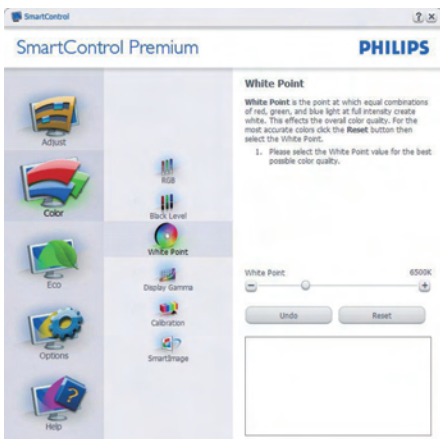 SmartControl
? x
SmartControl Premium
PHILIPS
Adjust
Color
Eco
Options
Help
RGB
Black Level
White Point
Display Gamma
Calibration
SmartImage
White Point
White Point is the point at which equal combinations
of red, green, and blue light at full intensity create
white. This effects the overall color quality. For the
most accurate colors click the Reset button then
select the White Point.
1. Please select the White Point value for the best
possible color quality.
White Point 6500K
Undo Reset